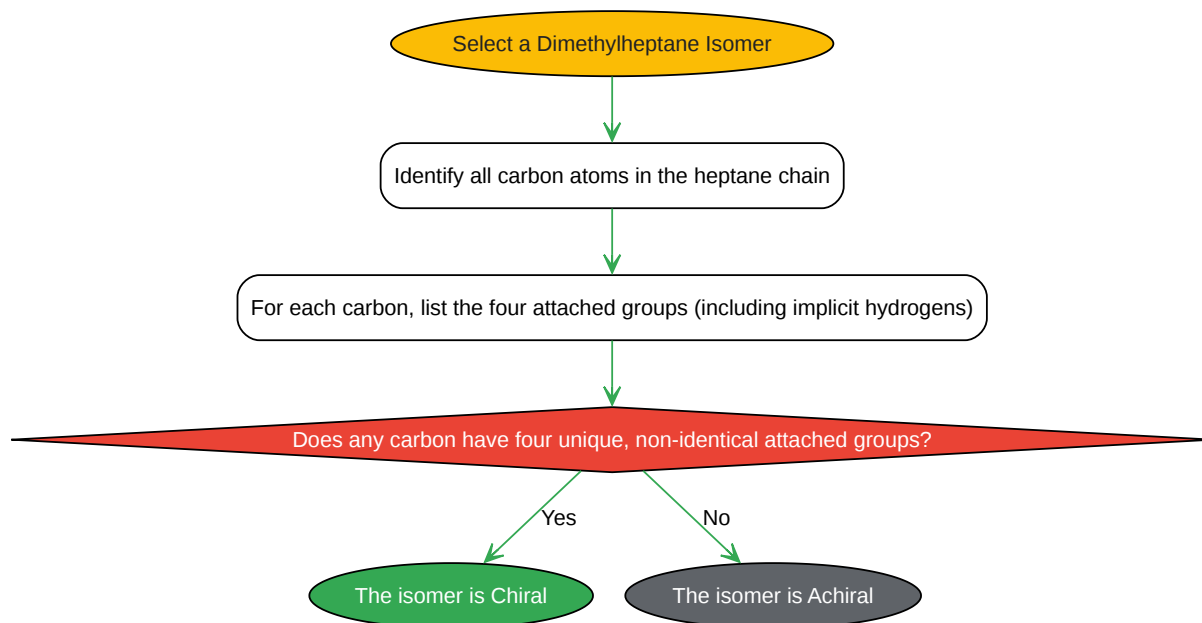 Select a Dimethylheptane Isomer
Identify all carbon atoms in the heptane chain
For each carbon, list the four attached groups (including implicit hydrogens)
Does any carbon have four unique, non-identical attached groups?
Yes
No
The isomer is Chiral
The isomer is Achiral